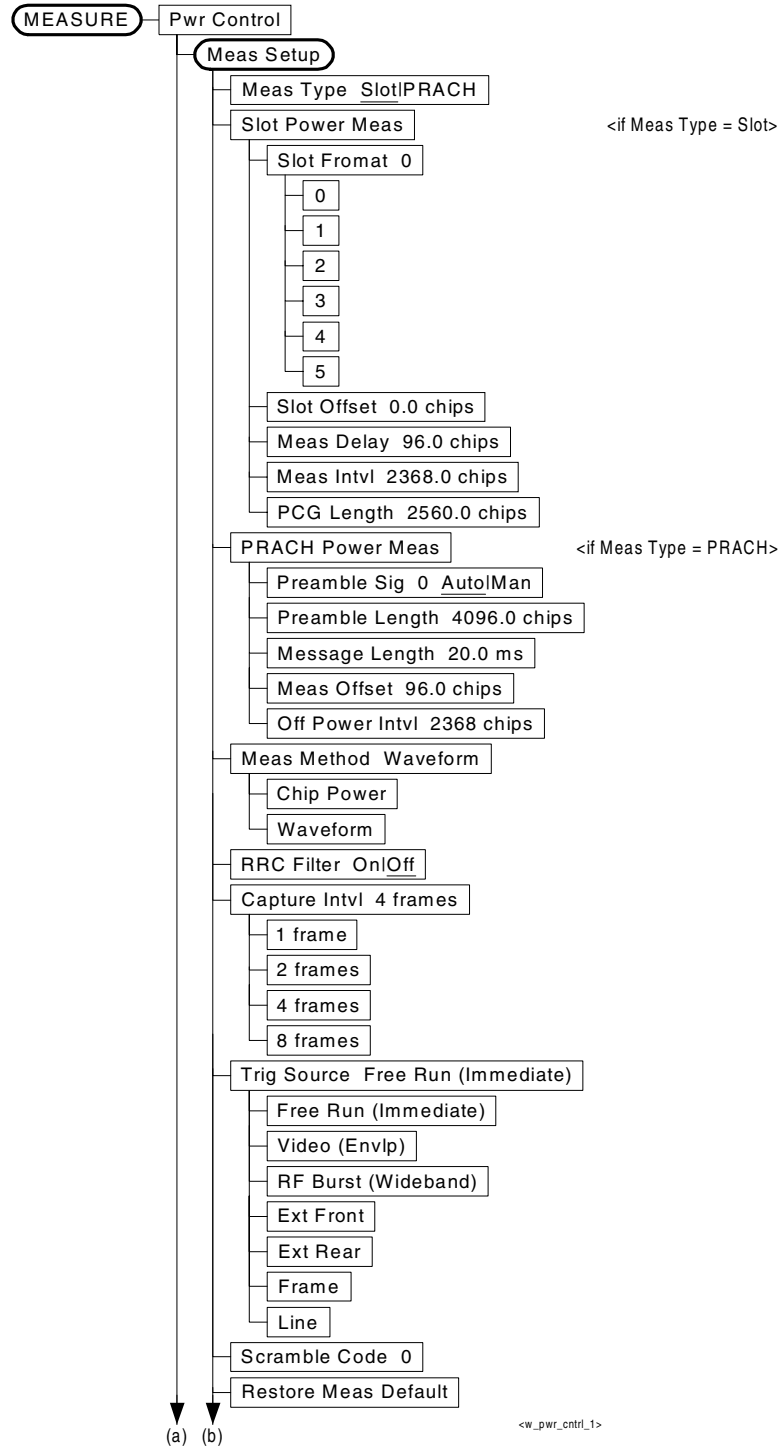 MEASURE Pwr Control
Meas Setup
Meas Type Slot|PRACH
Slot Power Meas <if Meas Type = Slot>
Slot Fromat 0
0
1
2
3
4
5
Slot Offset 0.0 chips
Meas Delay 96.0 chips
Meas Intvl 2368.0 chips
PCG Length 2560.0 chips
PRACH Power Meas <if Meas Type = PRACH>
Preamble Sig 0 Auto|Man
Preamble Length 4096.0 chips
Message Length 20.0 ms
Meas Offset 96.0 chips
Off Power Intvl 2368 chips
Meas Method Waveform
Chip Power
Waveform
RRC Filter On|Off
Capture Intvl 4 frames
1 frame
2 frames
4 frames
8 frames
Trig Source Free Run (Immediate)
Free Run (Immediate)
Video (Envlp)
RF Burst (Wideband)
Ext Front
Ext Rear
Frame
Line
Scramble Code 0
Restore Meas Default
<w_pwr_cntrl_1>
(a) (b)